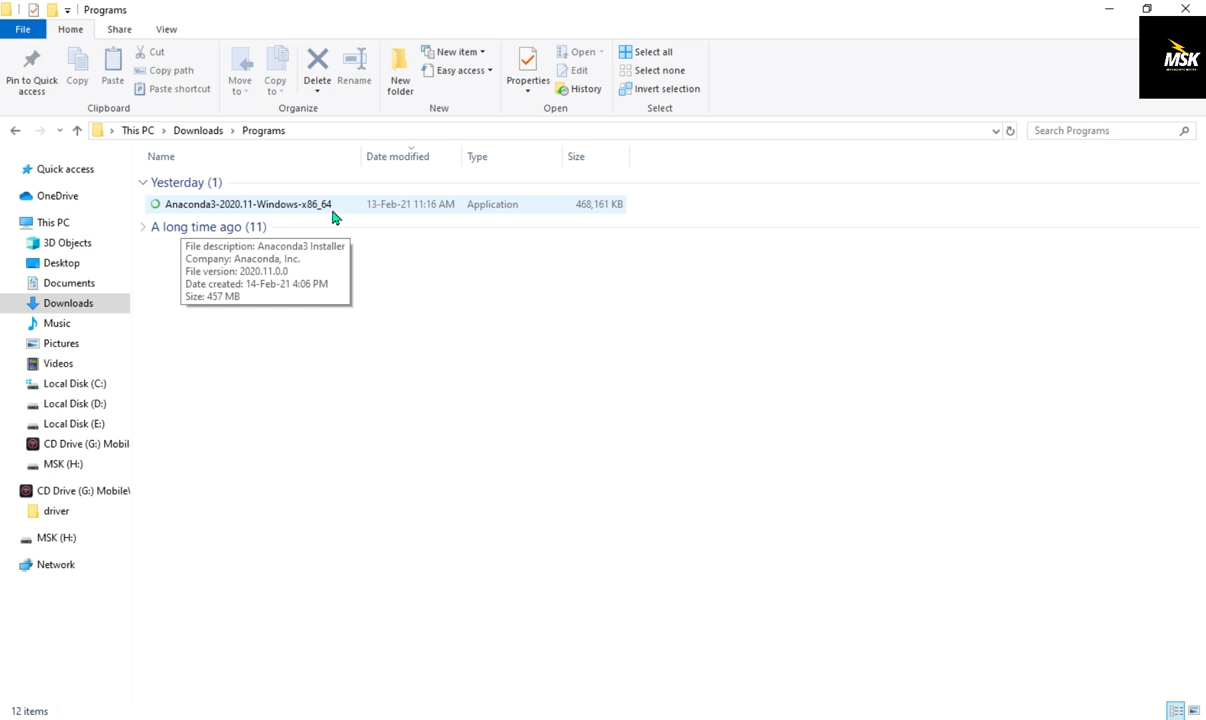 Programs
File Home Share View
Pin to Quick access
Copy
Paste
Cut
Copy path
Paste shortcut
Clipboard
Move to
Copy to
Delete
Rename
Organize
New folder
New item
Easy access
New
Properties
Open
Edit
History
Open
Select all
Select none
Invert selection
Select
MSK
This PC > Downloads > Programs
Search Programs
Name Date modified Type Size
Yesterday (1)
Anaconda3-2020.11-Windows-x86_64 13-Feb-21 11:16 AM Application 468,161 KB
A long time ago (11)
File description: Anaconda3 Installer
Company: Anaconda, Inc.
File version: 2020.11.0.0
Date created: 14-Feb-21 4:06 PM
Size: 457 MB
Quick access
OneDrive
This PC
3D Objects
Desktop
Documents
Downloads
Music
Pictures
Videos
Local Disk (C:)
Local Disk (D:)
Local Disk (E:)
CD Drive (G:) Mobil
MSK (H:)
CD Drive (G:) Mobile
driver
MSK (H:)
Network
12 items